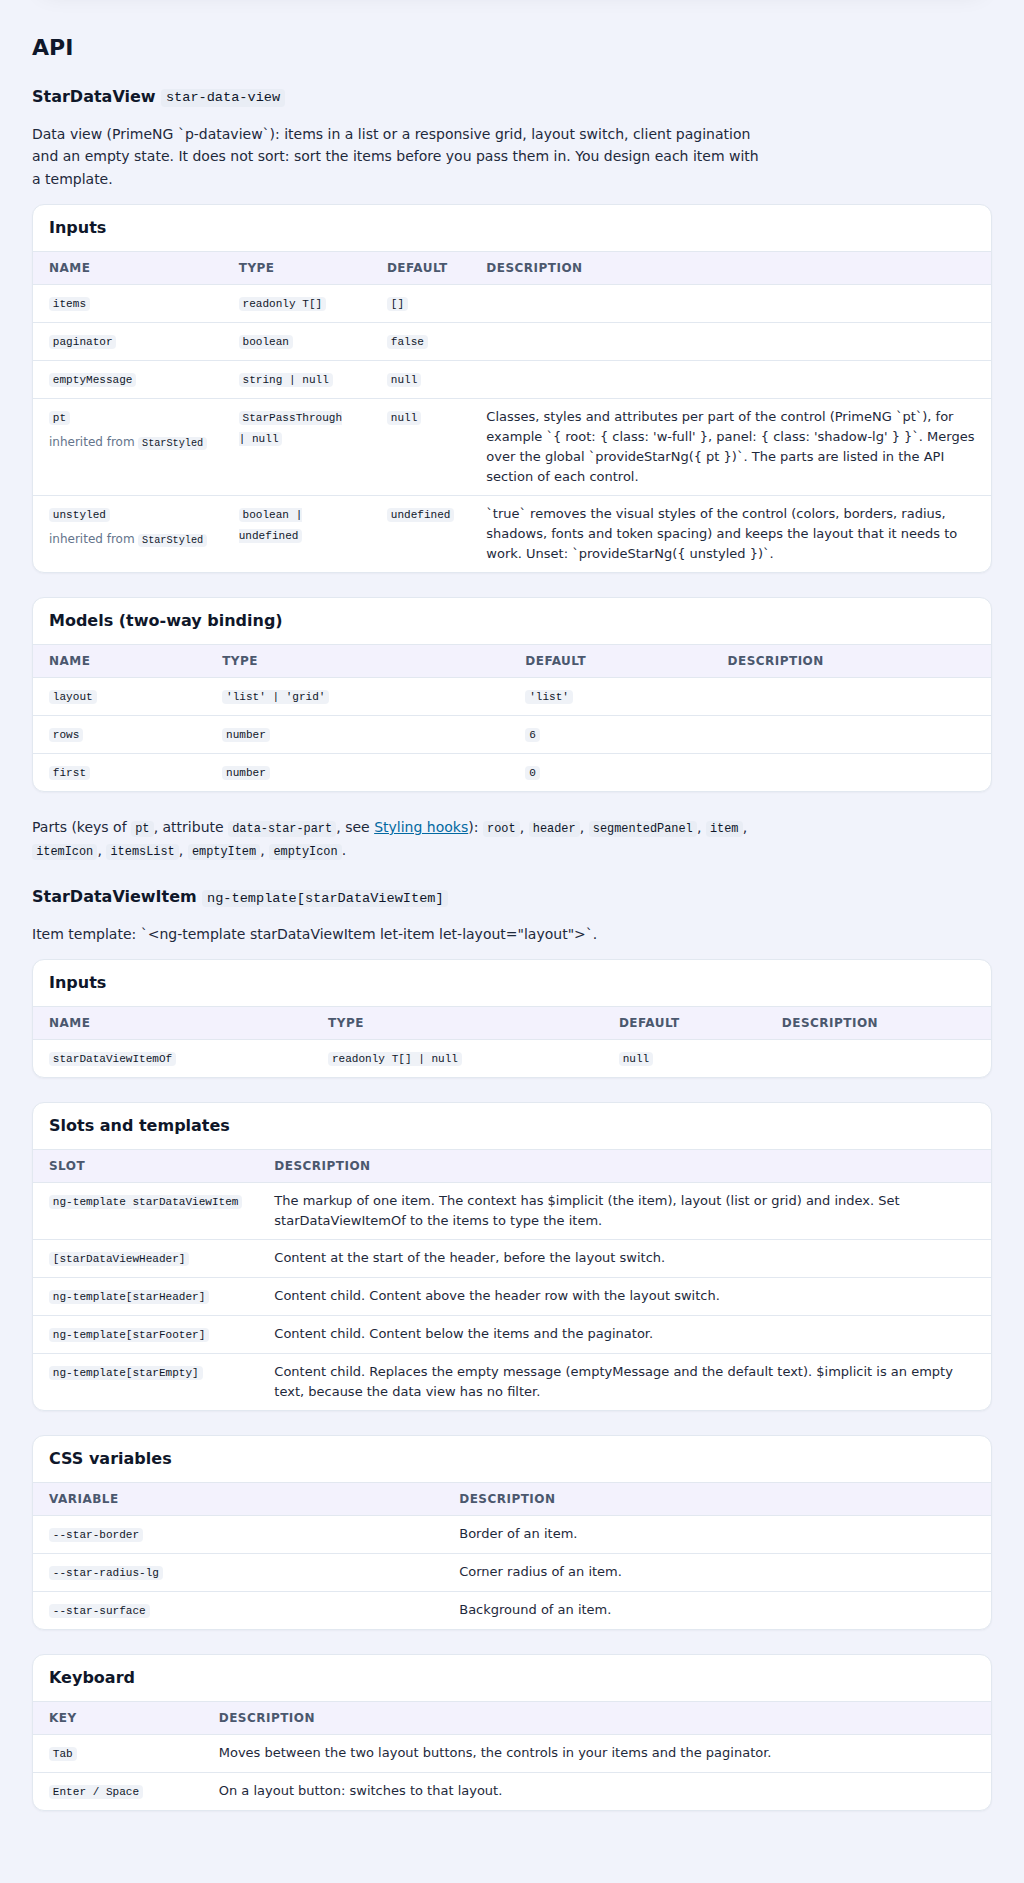 API
StarDataView star-data-view
Data view (PrimeNG `p-dataview`): items in a list or a responsive grid, layout switch, client pagination
and an empty state. It does not sort: sort the items before you pass them in. You design each item with
a template.
Inputs
NAME TYPE DEFAULT DESCRIPTION
items readonly T[] []
paginator boolean false
emptyMessage string | null null
pt StarPassThrough null Classes, styles and attributes per part of the control (PrimeNG `pt`), for
inherited from StarStyled | null example `{ root: { class: 'w-full' }, panel: { class: 'shadow-lg' } }`. Merges
over the global `provideStarNg({ pt })`. The parts are listed in the API
section of each control.
unstyled boolean | undefined `true` removes the visual styles of the control (colors, borders, radius,
inherited from StarStyled undefined shadows, fonts and token spacing) and keeps the layout that it needs to
work. Unset: `provideStarNg({ unstyled })`.
Models (two-way binding)
NAME TYPE DEFAULT DESCRIPTION
layout 'list' | 'grid' 'list'
rows number 6
first number 0
Parts (keys of pt, attribute data-star-part, see Styling hooks): root, header, segmentedPanel, item,
itemIcon, itemsList, emptyItem, emptyIcon.
StarDataViewItem ng-template[starDataViewItem]
Item template: `<ng-template starDataViewItem let-item let-layout="layout">`.
Inputs
NAME TYPE DEFAULT DESCRIPTION
starDataViewItemOf readonly T[] | null null
Slots and templates
SLOT DESCRIPTION
ng-template starDataViewItem The markup of one item. The context has $implicit (the item), layout (list or grid) and index. Set
starDataViewItemOf to the items to type the item.
[starDataViewHeader] Content at the start of the header, before the layout switch.
ng-template[starHeader] Content child. Content above the header row with the layout switch.
ng-template[starFooter] Content child. Content below the items and the paginator.
ng-template[starEmpty] Content child. Replaces the empty message (emptyMessage and the default text). $implicit is an empty
text, because the data view has no filter.
CSS variables
VARIABLE DESCRIPTION
--star-border Border of an item.
--star-radius-lg Corner radius of an item.
--star-surface Background of an item.
Keyboard
KEY DESCRIPTION
Tab Moves between the two layout buttons, the controls in your items and the paginator.
Enter / Space On a layout button: switches to that layout.